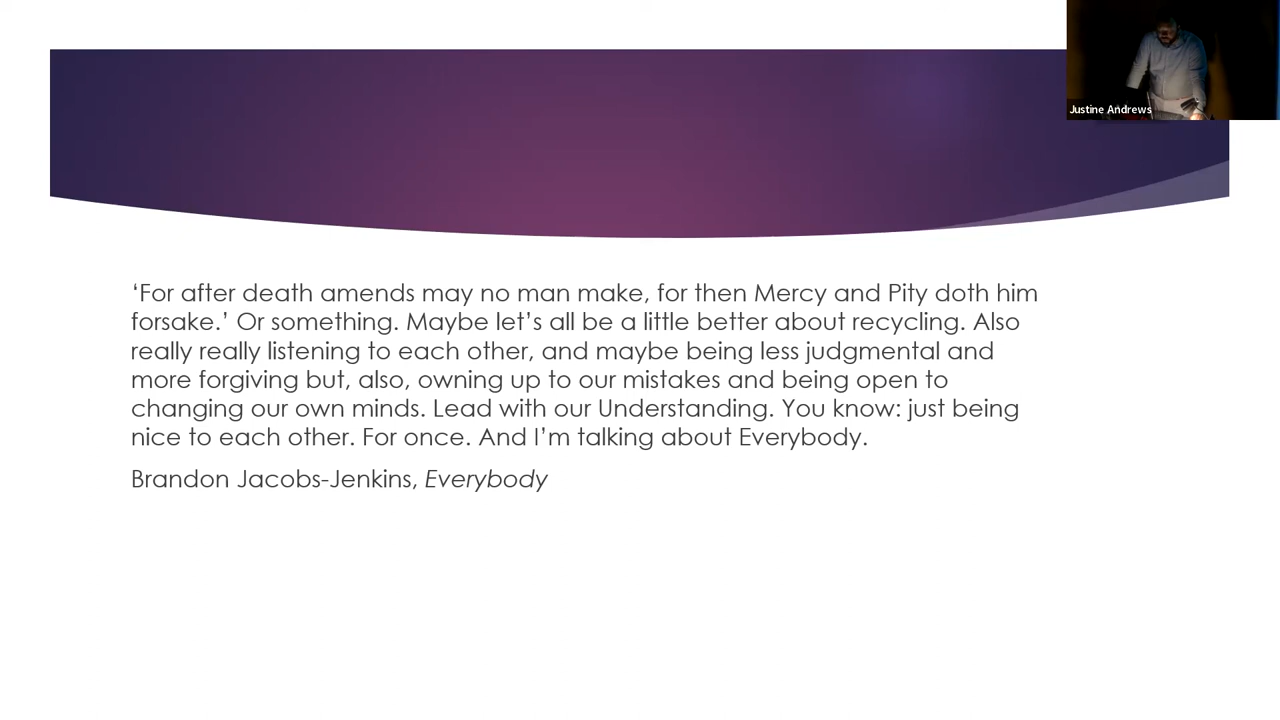 Justine Andrews
‘For after death amends may no man make, for then Mercy and Pity doth him
forsake.’ Or something. Maybe let’s all be a little better about recycling. Also
really really listening to each other, and maybe being less judgmental and
more forgiving but, also, owning up to our mistakes and being open to
changing our own minds. Lead with our Understanding. You know: just being
nice to each other. For once. And I’m talking about Everybody.
Brandon Jacobs-Jenkins, Everybody